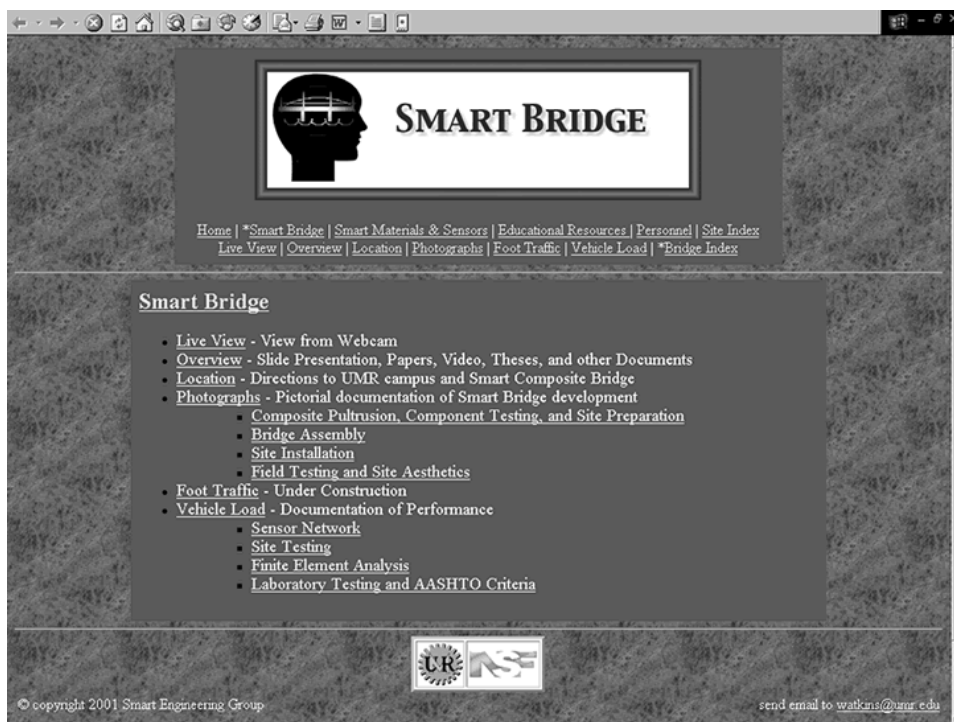 SMART BRIDGE
Home | *Smart Bridge | Smart Materials & Sensors | Educational Resources | Personnel | Site Index
Live View | Overview | Location | Photographs | Foot Traffic | Vehicle Load | *Bridge Index
Smart Bridge
Live View - View from Webcam
Overview - Slide Presentation, Papers, Video, Theses, and other Documents
Location - Directions to UMR campus and Smart Composite Bridge
Photographs - Pictorial documentation of Smart Bridge development
Composite Pultrusion, Component Testing, and Site Preparation
Bridge Assembly
Site Installation
Field Testing and Site Aesthetics
Foot Traffic - Under Construction
Vehicle Load - Documentation of Performance
Sensor Network
Site Testing
Finite Element Analysis
Laboratory Testing and AASHTO Criteria
UR NSF
© copyright 2001 Smart Engineering Group
send email to watkins@umr.edu